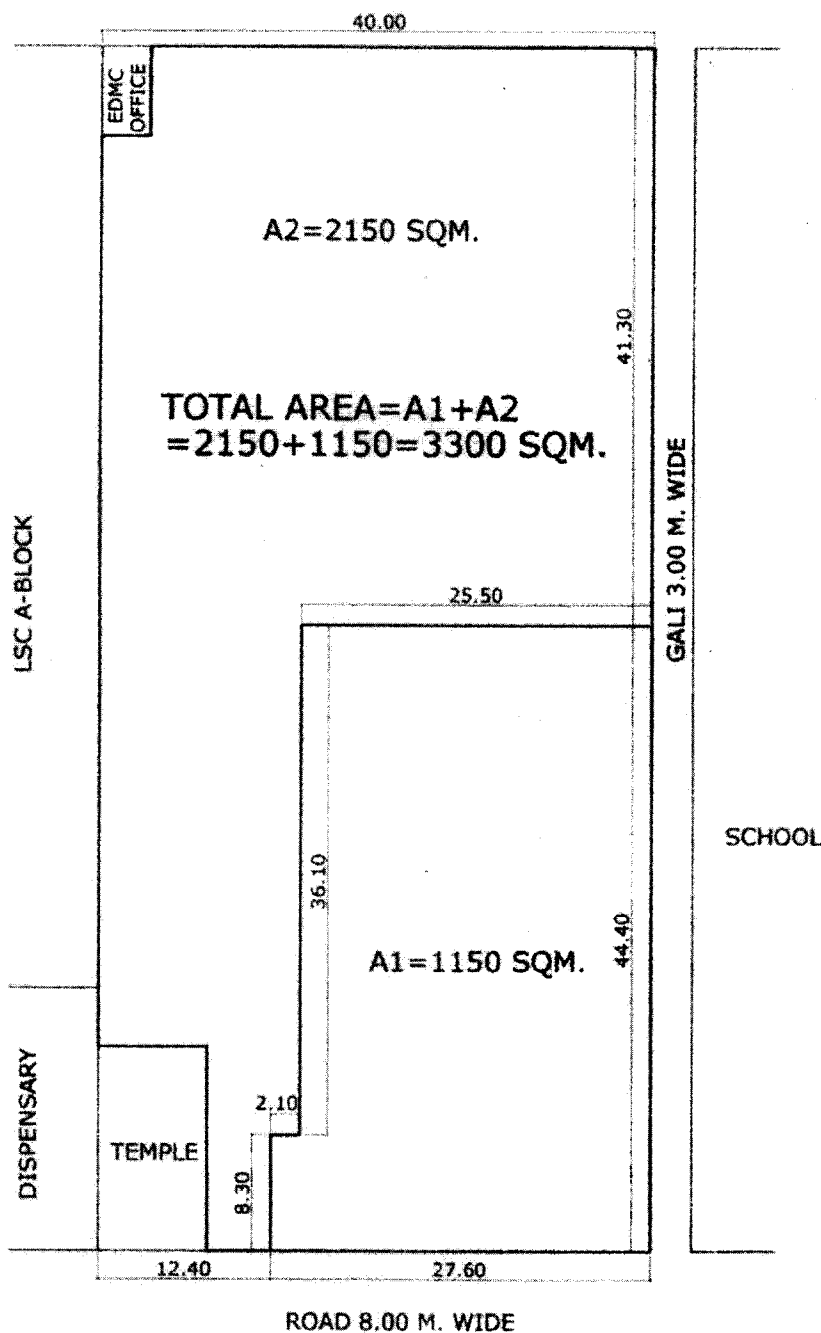 40.00
EDMC
OFFICE
A2=2150 SQM.
41.30
TOTAL AREA=A1+A2
=2150+1150=3300 SQM.
LSC A-BLOCK
GALI 3.00 M. WIDE
25.50
SCHOOL
36.10
A1=1150 SQM.
44.40
DISPENSARY
2.10
TEMPLE
8.30
12.40
27.60
ROAD 8.00 M. WIDE